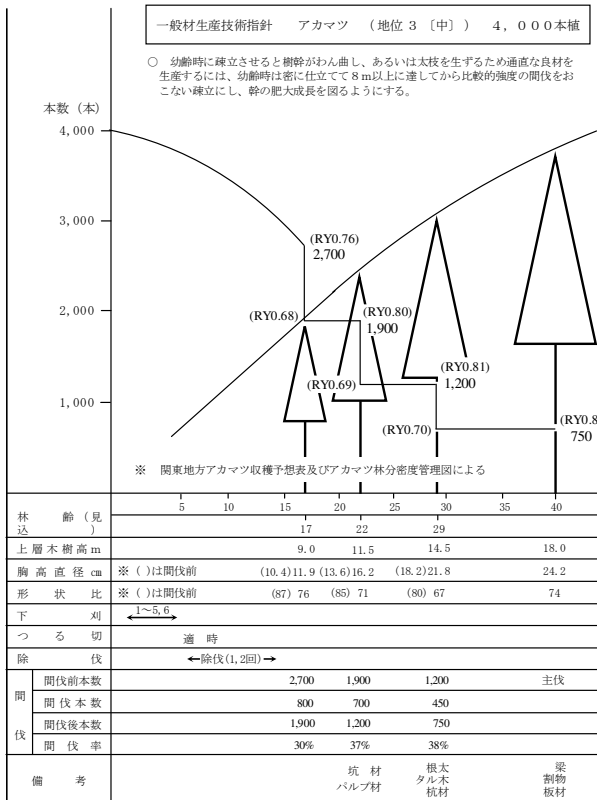 一般材生産技術指針　アカマツ　（地位３〔中〕）　４，０００本植
○　幼齢時に疎立させると樹幹がわん曲し、あるいは太枝を生ずるため通直な良材を
生産するには、幼齢時は密に仕立てて８ｍ以上に達してから比較的強度の間伐をお
こない疎立にし、幹の肥大成長を図るようにする。
本数（本）
4,000
3,000
(RY0.76)
2,700
2,000
(RY0.68)
(RY0.80)
1,900
(RY0.69)
(RY0.81)
1,200
1,000
(RY0.70)
(RY0.8
750
※　関東地方アカマツ収穫予想表及びアカマツ林分密度管理図による
5 10 15 20 25 30 35 40
林　齢（見込）　17 22 29
上層木樹高ｍ　9.0 11.5 14.5 18.0
胸高直径㎝　※（ ）は間伐前　(10.4)11.9 (13.6)16.2 (18.2)21.8 24.2
形状比　※（ ）は間伐前　(87) 76 (85) 71 (80) 67 74
下刈　1～5,6
つる切　適時
除伐　除伐(1,2回)
間伐
間伐前本数　2,700 1,900 1,200 主伐
間伐本数　800 700 450
間伐後本数　1,900 1,200 750
間伐率　30% 37% 38%
備考
坑材
パルプ材
根太
タル木
杭材
梁
割物
板材